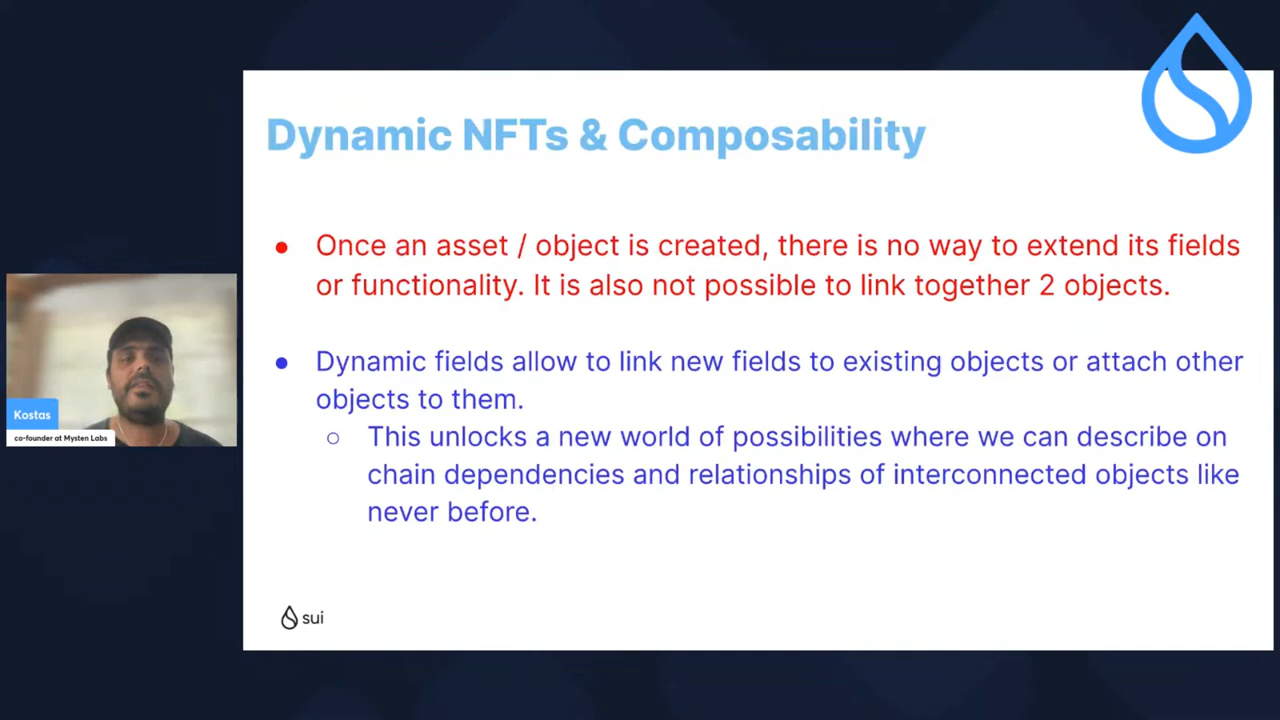 Dynamic NFTs & Composability
● Once an asset / object is created, there is no way to extend its fields
or functionality. It is also not possible to link together 2 objects.
● Dynamic fields allow to link new fields to existing objects or attach other
objects to them.
○ This unlocks a new world of possibilities where we can describe on
chain dependencies and relationships of interconnected objects like
never before.
Kostas
co-founder at Mysten Labs
sui